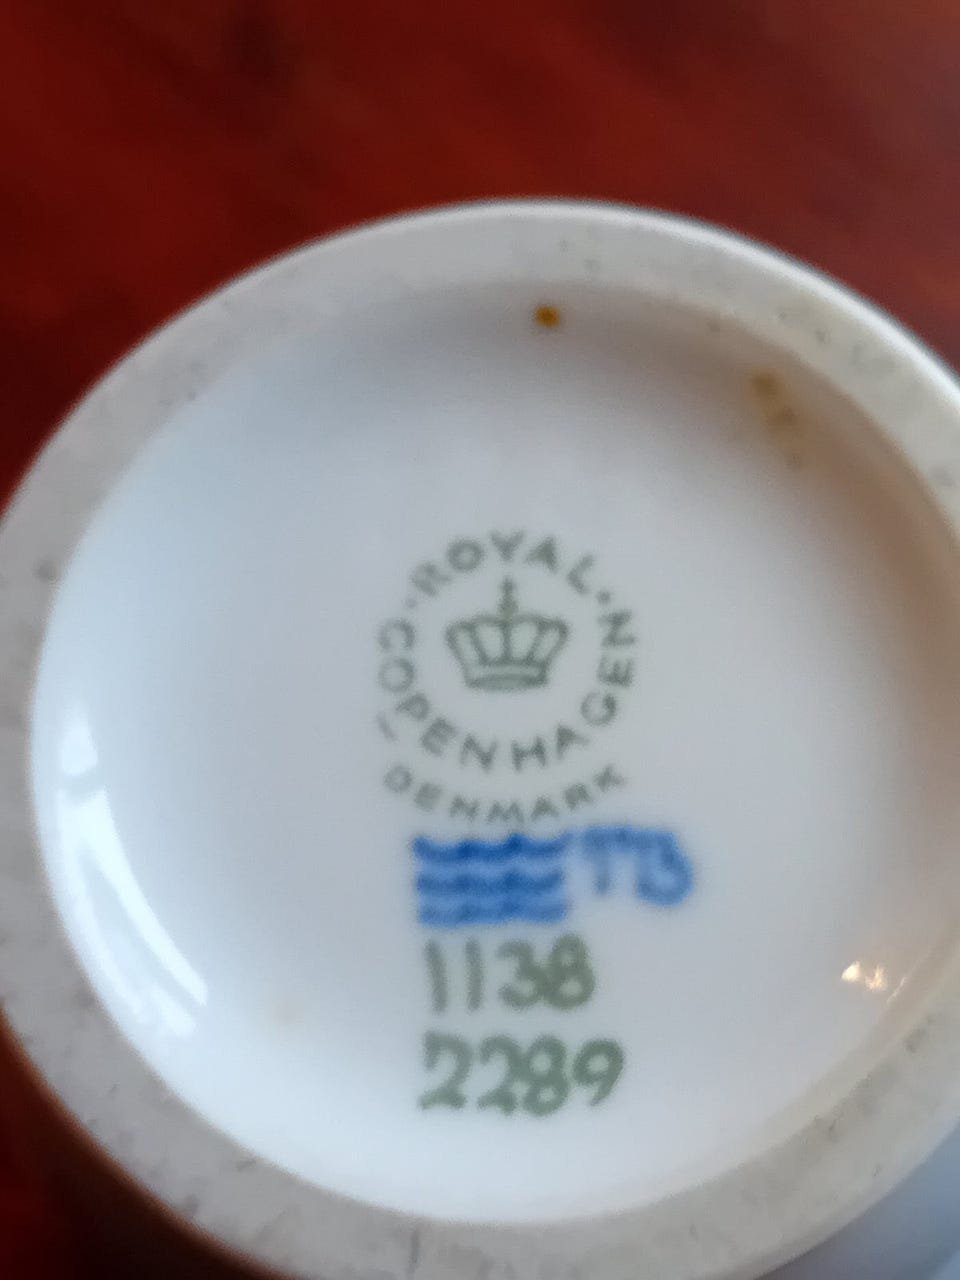 ROYAL
COPENHAGEN
DENMARK
1138
2289